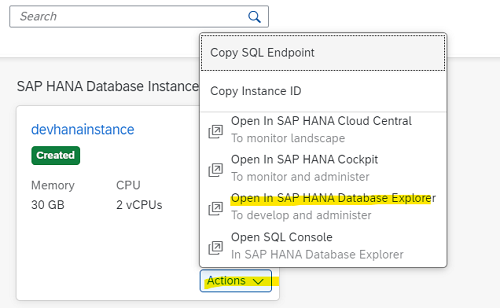 Search
Copy SQL Endpoint
Copy Instance ID
SAP HANA Database Instance
devhanainstance
Created
Memory
CPU
30 GB
2 vCPUs
Open In SAP HANA Cloud Central
To monitor landscape
Open In SAP HANA Cockpit
To monitor and administer
Open In SAP HANA Database Explorer
To develop and administer
Open SQL Console
In SAP HANA Database Explorer
Actions